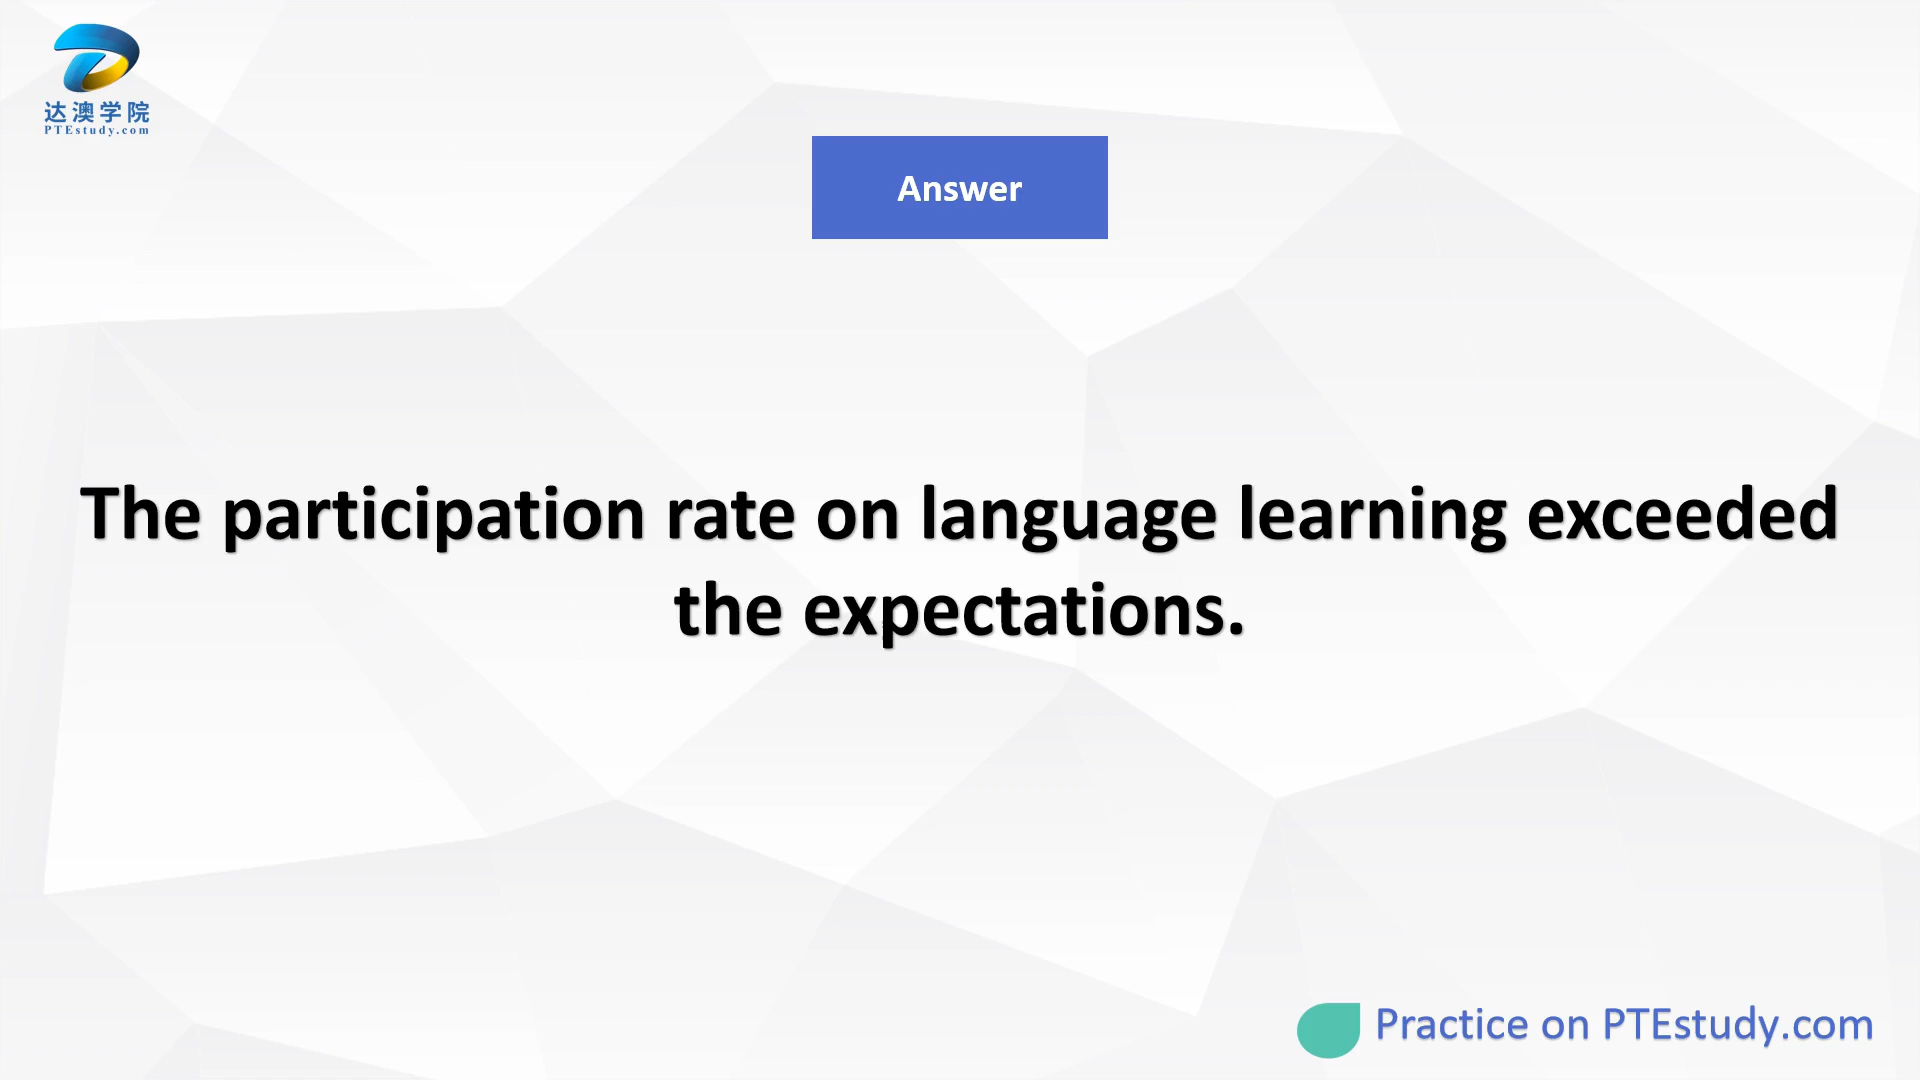 达澳学院
PTEstudy.com
Answer
The participation rate on language learning exceeded
the expectations.
Practice on PTEstudy.com